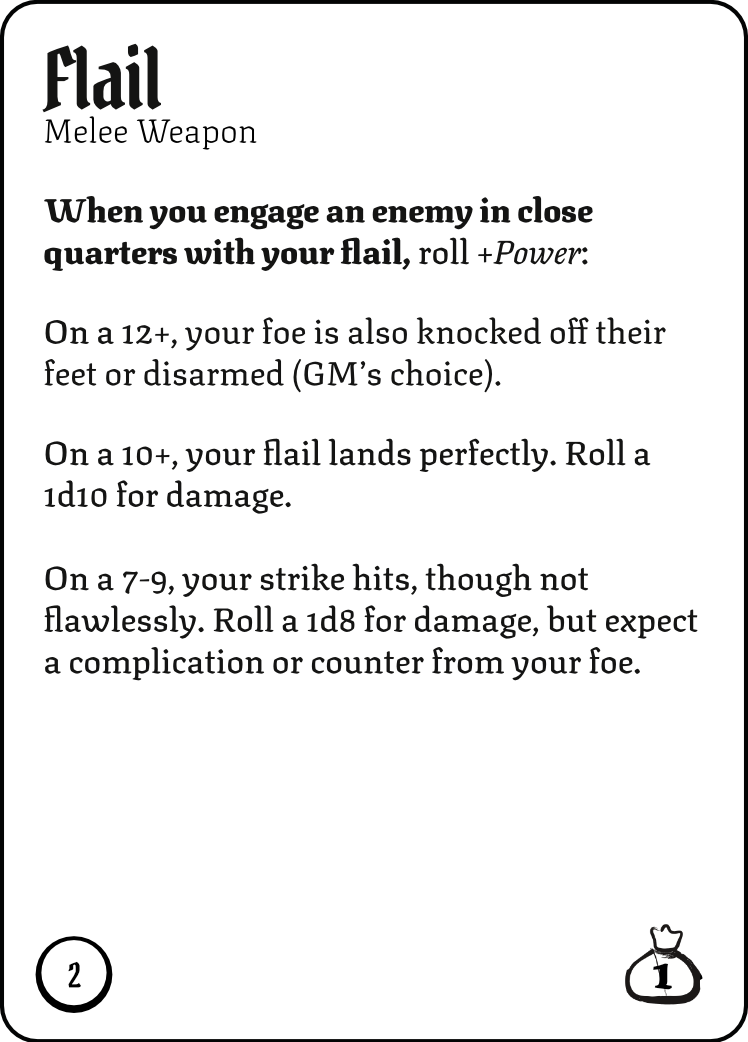 Flail
Melee Weapon
When you engage an enemy in close
quarters with your flail, roll +Power:
On a 12+, your foe is also knocked off their
feet or disarmed (GM’s choice).
On a 10+, your flail lands perfectly. Roll a
1d10 for damage.
On a 7-9, your strike hits, though not
flawlessly. Roll a 1d8 for damage, but expect
a complication or counter from your foe.
2
1